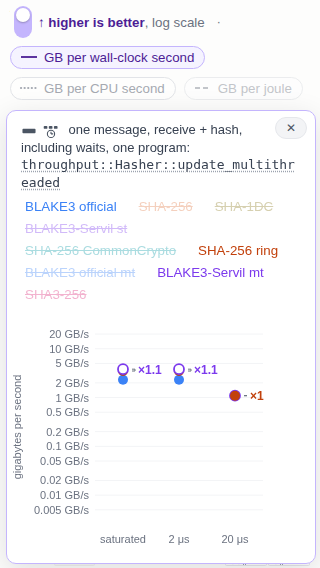 ↑ higher is better, log scale ·
GB per wall-clock second
GB per CPU second
GB per joule
one message, receive + hash,
including waits, one program:
throughput::Hasher::update_multithr
eaded
✕
BLAKE3 official SHA-256 SHA-1DC
BLAKE3-Servil st
SHA-256 CommonCrypto SHA-256 ring
BLAKE3 official mt BLAKE3-Servil mt
SHA3-256
gigabytes per second
20 GB/s
10 GB/s
5 GB/s
2 GB/s
1 GB/s
0.5 GB/s
0.2 GB/s
0.1 GB/s
0.05 GB/s
0.02 GB/s
0.01 GB/s
0.005 GB/s
»×1.1 »×1.1
-×1
saturated 2 μs 20 μs